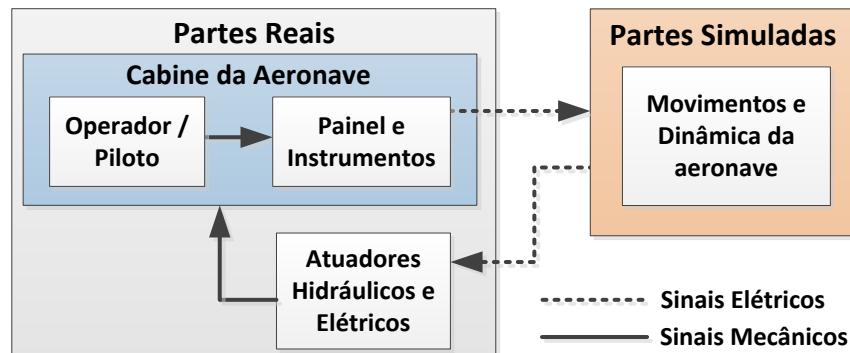 Partes Reais
Cabine da Aeronave
Operador /
Piloto
Painel e
Instrumentos
Atuadores
Hidráulicos e
Elétricos
Partes Simuladas
Movimentos e
Dinâmica da
aeronave
Sinais Elétricos
Sinais Mecânicos